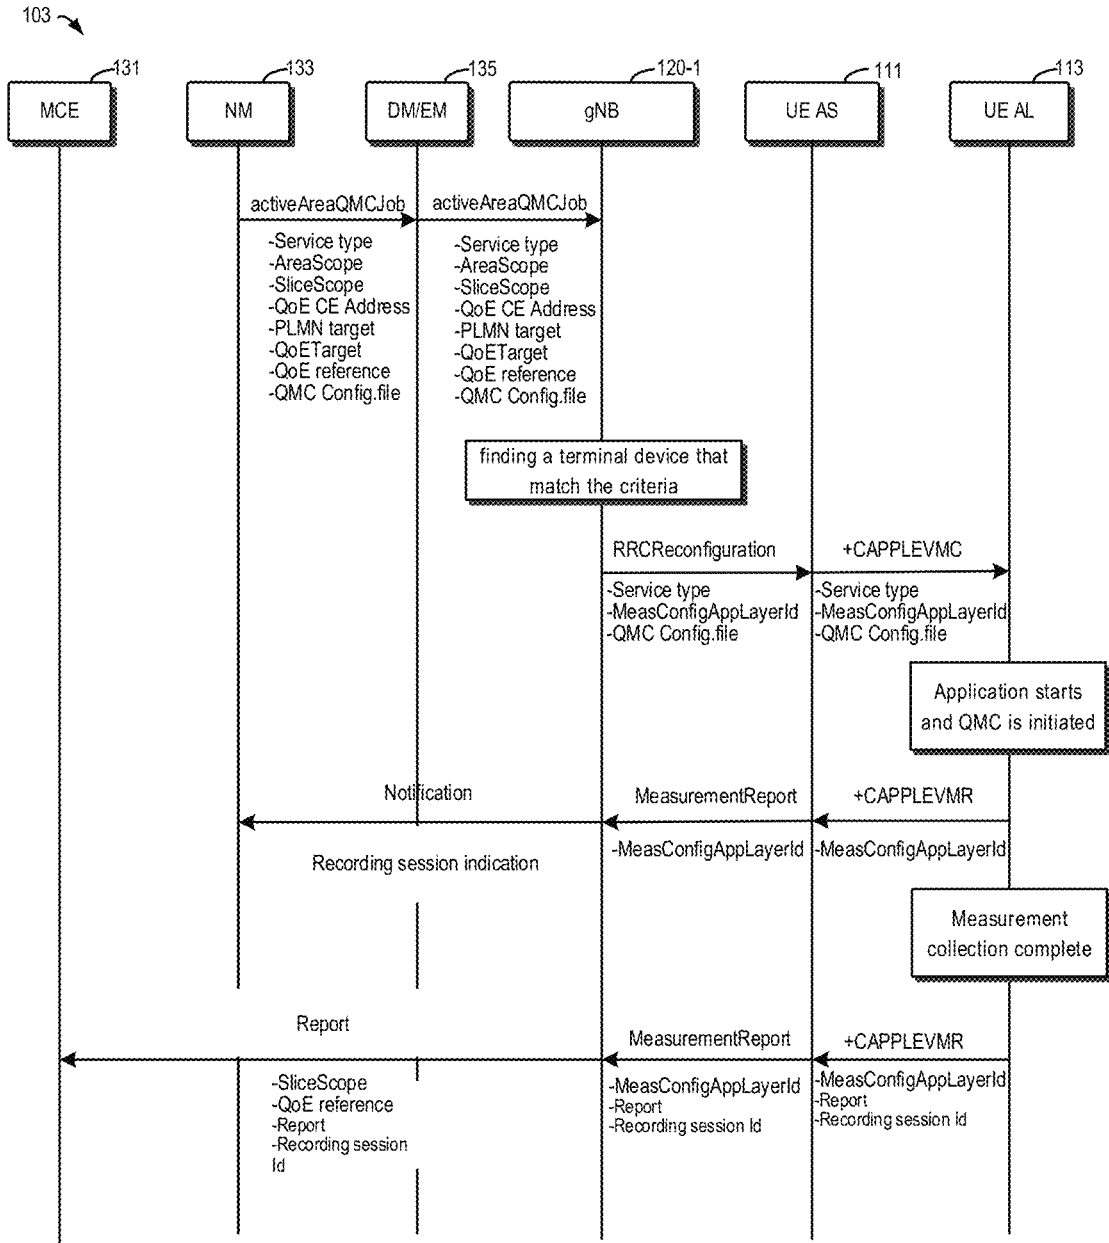 103
131
133
135
120-1
111
113
MCE
NM
DM/EM
gNB
UE AS
UE AL
activeAreaQMCJob
-Service type
-AreaScope
-SliceScope
-QoE CE Address
-PLMN target
-QoETarget
-QoE reference
-QMC Config.file
activeAreaQMCJob
-Service type
-AreaScope
-SliceScope
-QoE CE Address
-PLMN target
-QoETarget
-QoE reference
-QMC Config.file
finding a terminal device that
match the criteria
RRCReconfiguration
-Service type
-MeasConfigAppLayerId
-QMC Config.file
+CAPPLEVMC
-Service type
-MeasConfigAppLayerId
-QMC Config.file
Application starts
and QMC is initiated
Notification
Recording session indication
MeasurementReport
-MeasConfigAppLayerId
+CAPPLEVMR
-MeasConfigAppLayerId
Measurement
collection complete
Report
-SliceScope
-QoE reference
-Report
-Recording session
Id
MeasurementReport
-MeasConfigAppLayerId
-Report
-Recording session Id
+CAPPLEVMR
-MeasConfigAppLayerId
-Report
-Recording session Id